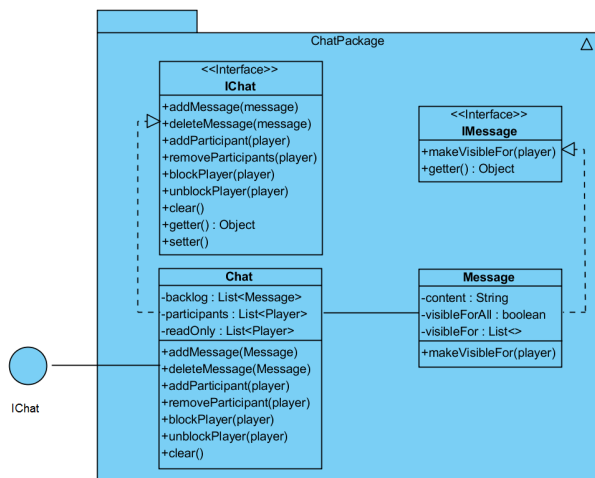 ChatPackage
<<Interface>>
IChat
+addMessage(message)
+deleteMessage(message)
+addParticipant(player)
+removeParticipants(player)
+blockPlayer(player)
+unblockPlayer(player)
+clear()
+getter() : Object
+setter()
<<Interface>>
IMessage
+makeVisibleFor(player)
+getter() : Object
Chat
-backlog : List<Message>
-participants : List<Player>
-readOnly : List<Player>
+addMessage(Message)
+deleteMessage(Message)
+addParticipant(player)
+removeParticipant(player)
+blockPlayer(player)
+unblockPlayer(player)
+clear()
Message
-content : String
-visibleForAll : boolean
-visibleFor : List<>
+makeVisibleFor(player)
IChat